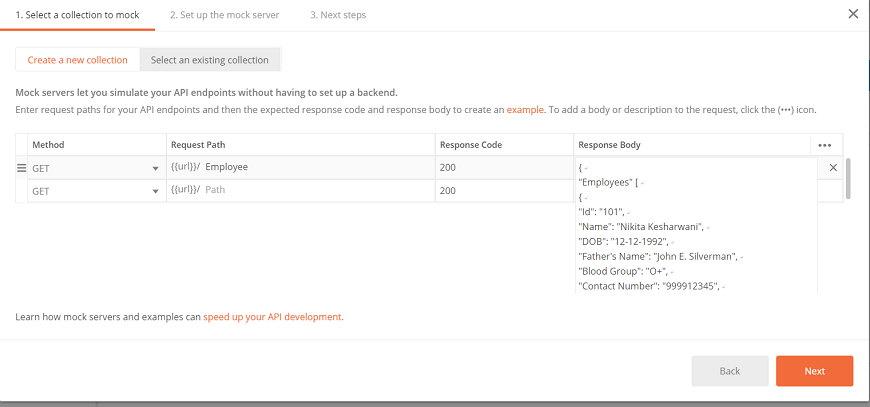 1. Select a collection to mock 2. Set up the mock server 3. Next steps
Create a new collection Select an existing collection
Mock servers let you simulate your API endpoints without having to set up a backend.
Enter request paths for your API endpoints and then the expected response code and response body to create an example. To add a body or description to the request, click the (•••) icon.
Method Request Path Response Code Response Body •••
GET {{url}}/ Employee 200 {
GET {{url}}/ Path 200
"Employees" [
{
"Id": "101",
"Name": "Nikita Kesharwani",
"DOB": "12-12-1992",
"Father's Name": "John E. Silverman",
"Blood Group": "O+",
"Contact Number": "999912345",
Learn how mock servers and examples can speed up your API development.
Back Next